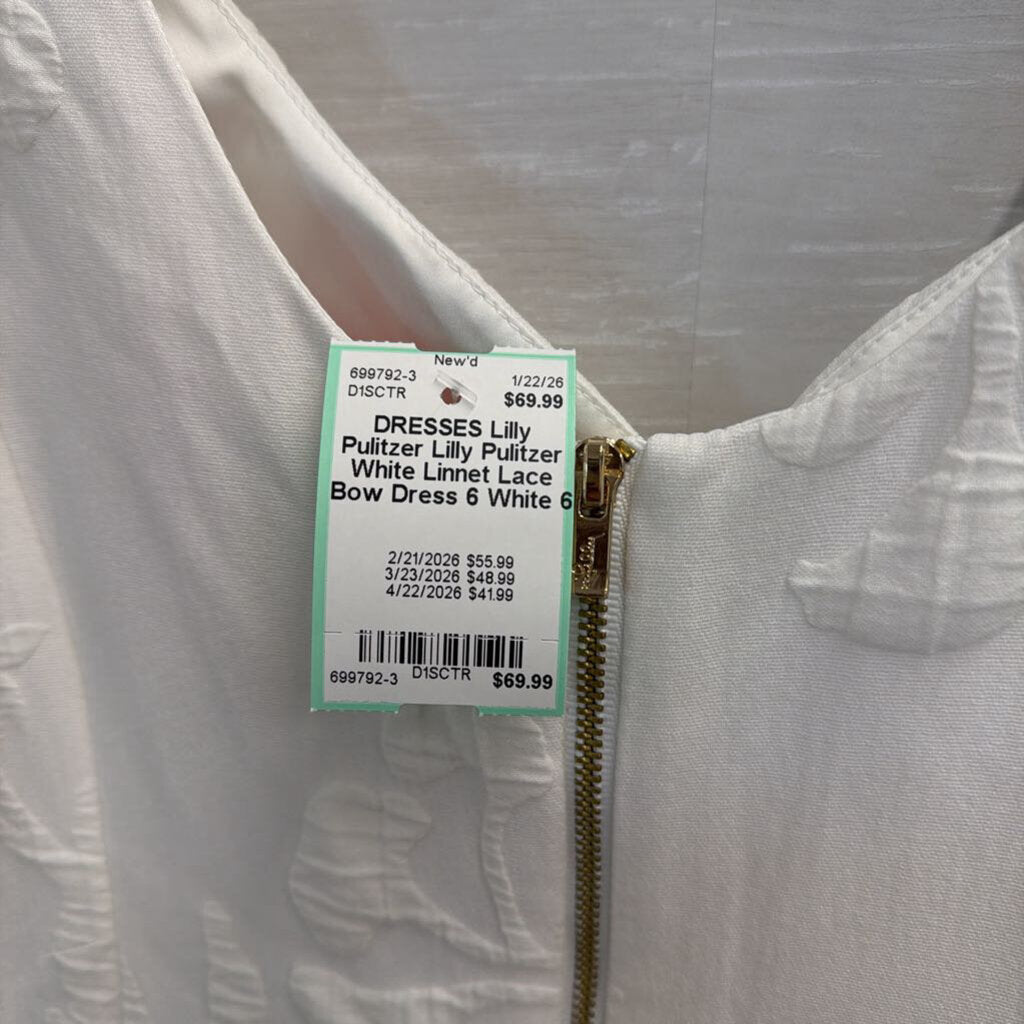 New'd
699792-3 1/22/26
D1SCTR $69.99
DRESSES Lilly
Pulitzer Lilly Pulitzer
White Linnet Lace
Bow Dress 6 White 6
2/21/2026 $55.99
3/23/2026 $48.99
4/22/2026 $41.99
699792-3 D1SCTR $69.99